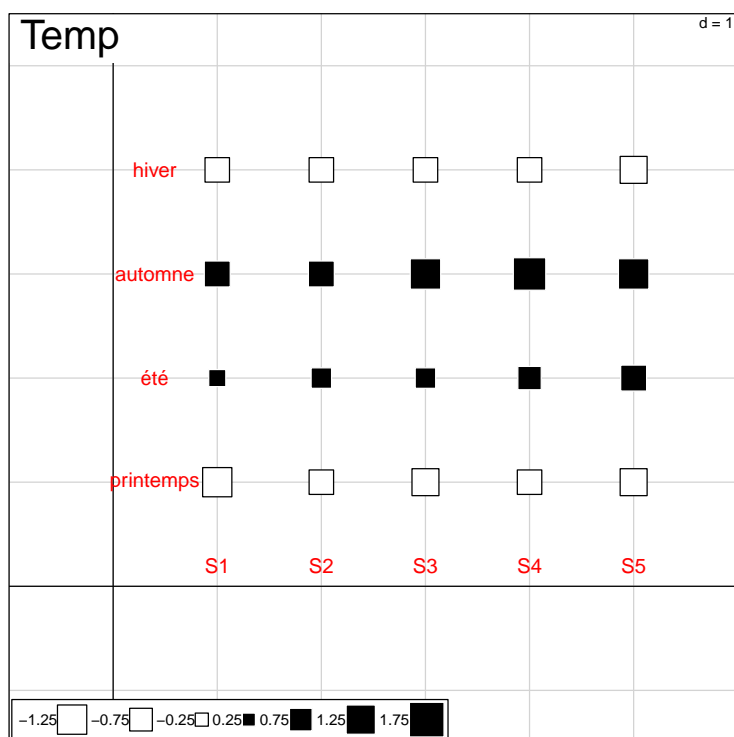 Temp
d = 1
hiver
automne
été
printemps
S1 S2 S3 S4 S5
−1.25 −0.75 −0.25 0.25 0.75 1.25 1.75